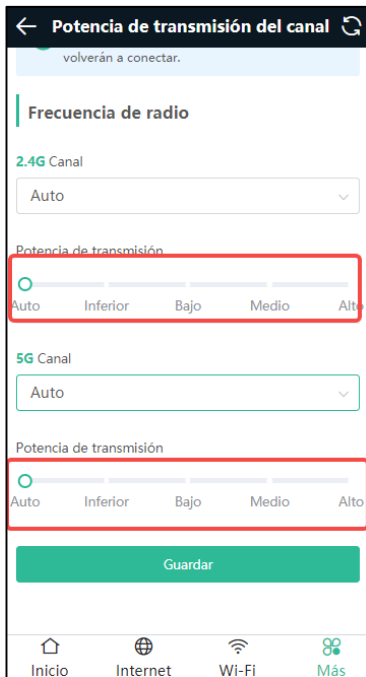 Potencia de transmisión del canal
volverán a conectar.
Frecuencia de radio
2.4G Canal
Auto
Potencia de transmisión
Auto Inferior Bajo Medio Alto
5G Canal
Auto
Potencia de transmisión
Auto Inferior Bajo Medio Alto
Guardar
Inicio Internet Wi-Fi Más